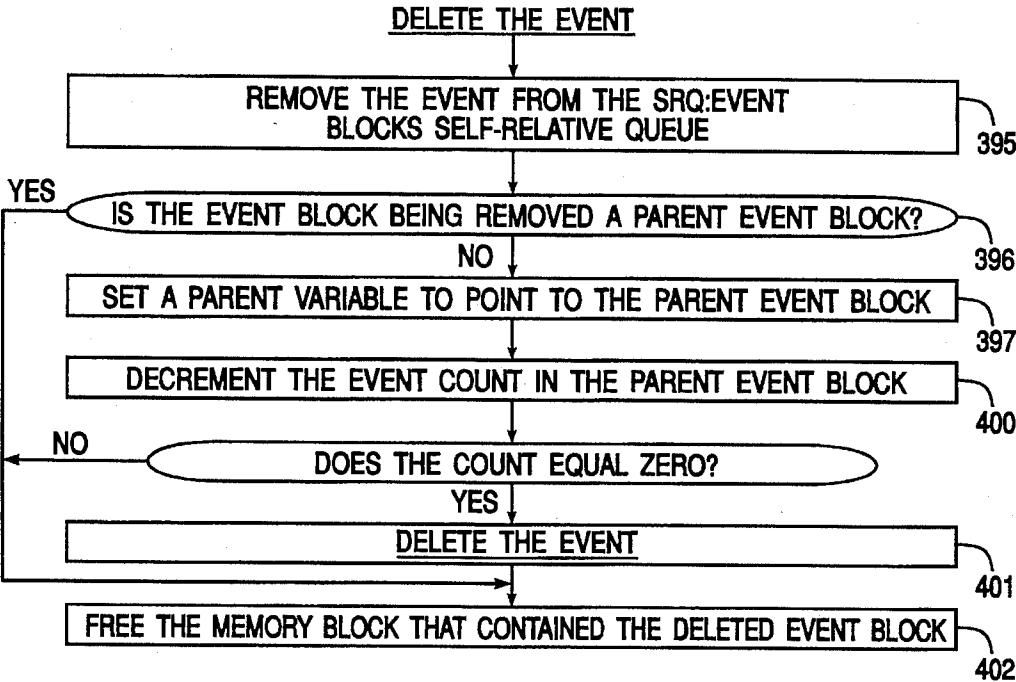 DELETE THE EVENT
REMOVE THE EVENT FROM THE SRQ:EVENT
BLOCKS SELF-RELATIVE QUEUE
395
YES
IS THE EVENT BLOCK BEING REMOVED A PARENT EVENT BLOCK?
396
NO
SET A PARENT VARIABLE TO POINT TO THE PARENT EVENT BLOCK
397
DECREMENT THE EVENT COUNT IN THE PARENT EVENT BLOCK
400
NO
DOES THE COUNT EQUAL ZERO?
YES
DELETE THE EVENT
401
FREE THE MEMORY BLOCK THAT CONTAINED THE DELETED EVENT BLOCK
402